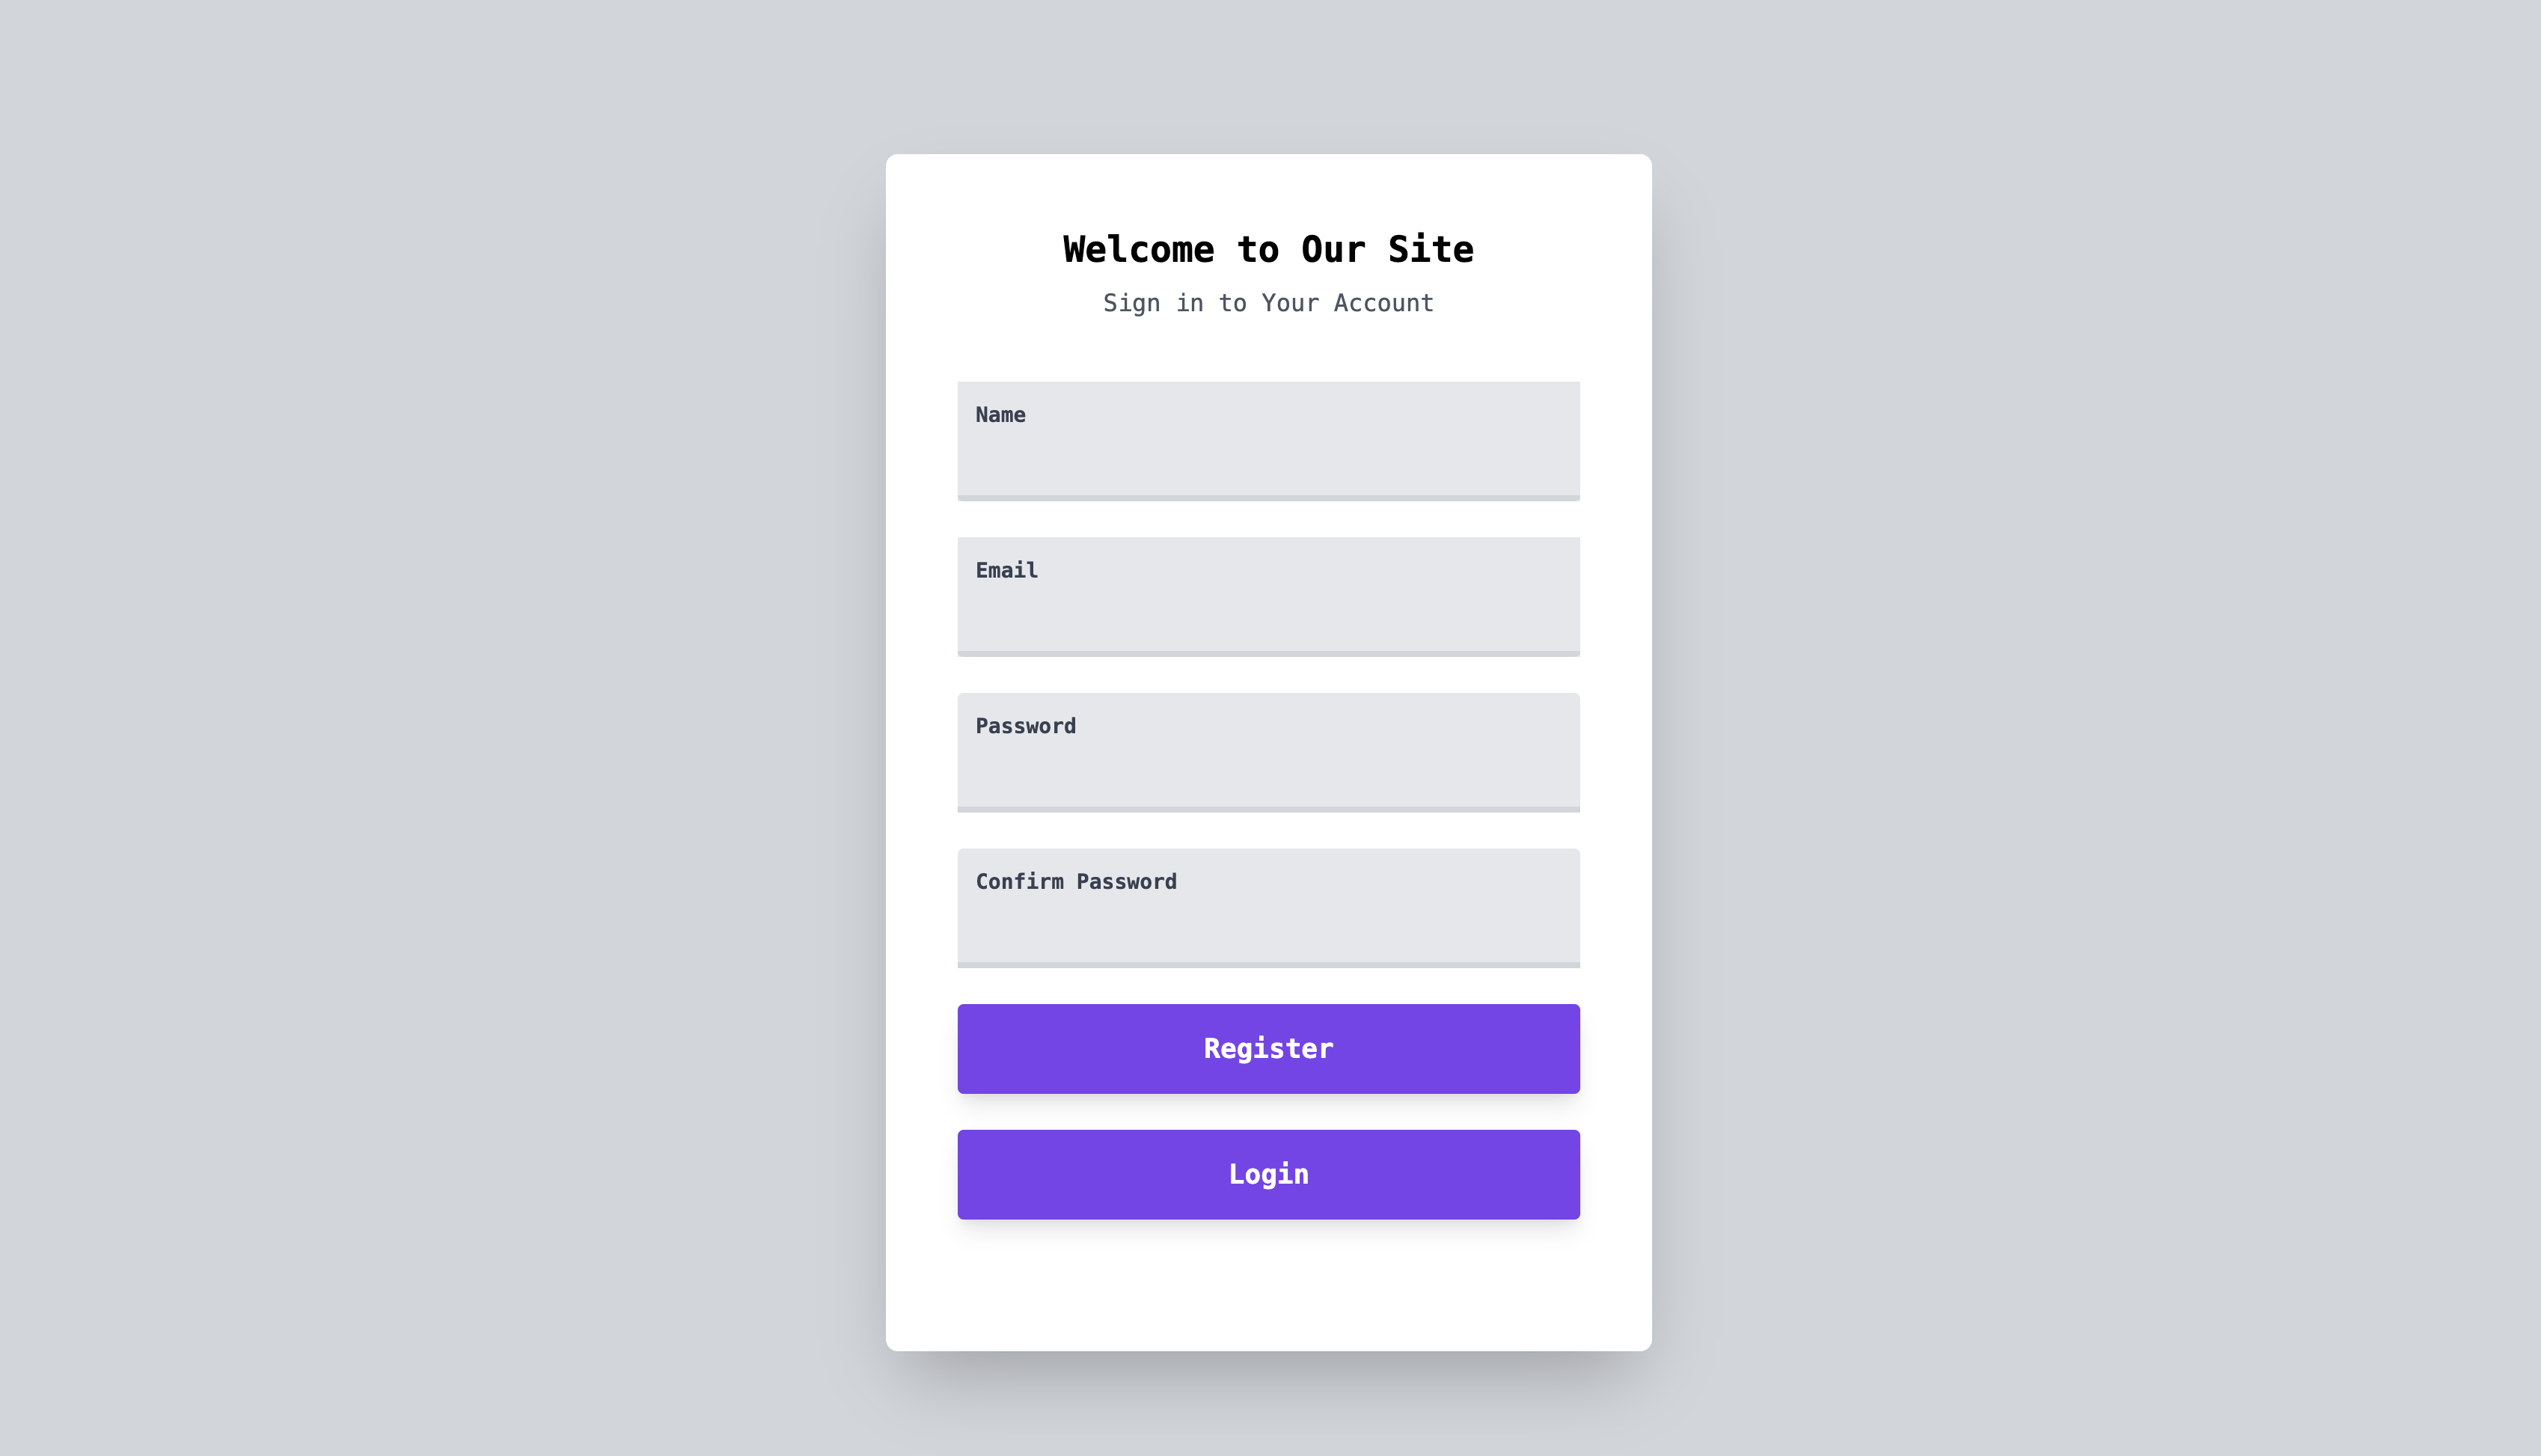 Welcome to Our Site
Sign in to Your Account
Name
Email
Password
Confirm Password
Register
Login